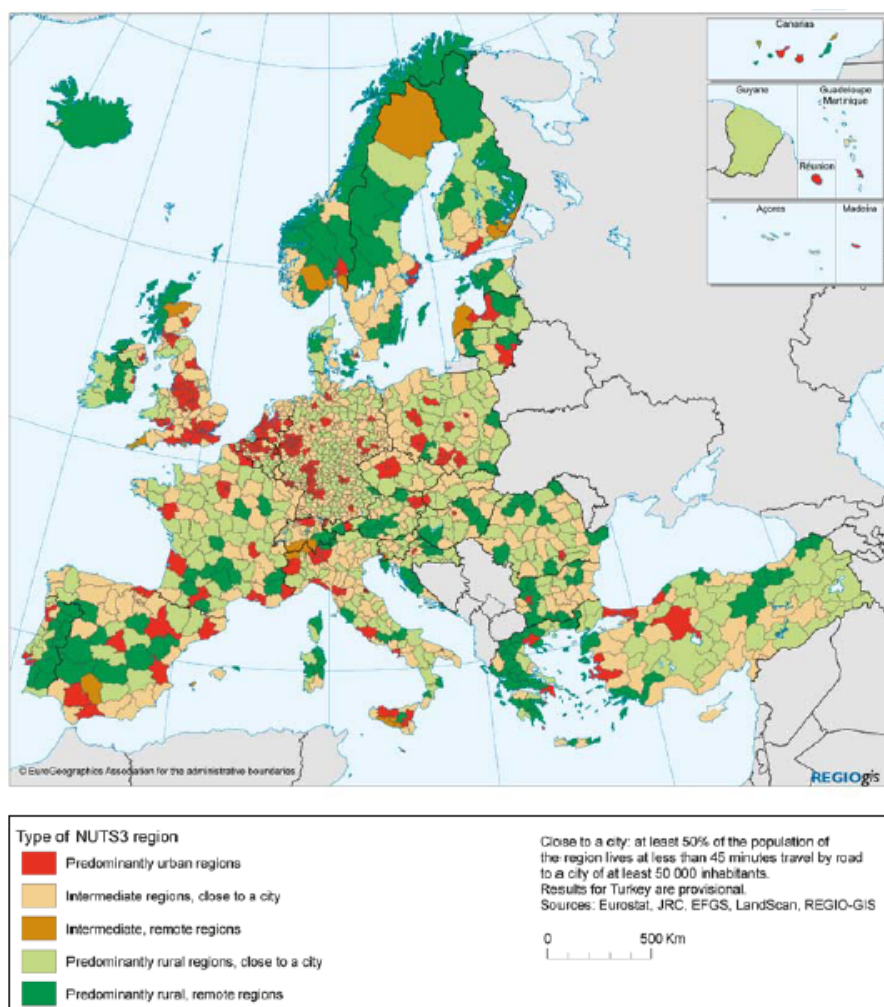 Canarias
Guyane
Guadeloupe
Martinique
Réunion
Açores
Madeira
© EuroGeographics Association for the administrative boundaries
REGIOgis
Type of NUTS3 region
Predominantly urban regions
Intermediate regions, close to a city
Intermediate, remote regions
Predominantly rural regions, close to a city
Predominantly rural, remote regions
Close to a city: at least 50% of the population of
the region lives at less than 45 minutes travel by road
to a city of at least 50 000 inhabitants.
Results for Turkey are provisional.
Sources: Eurostat, JRC, EFGS, LandScan, REGIO-GIS
0 500 Km